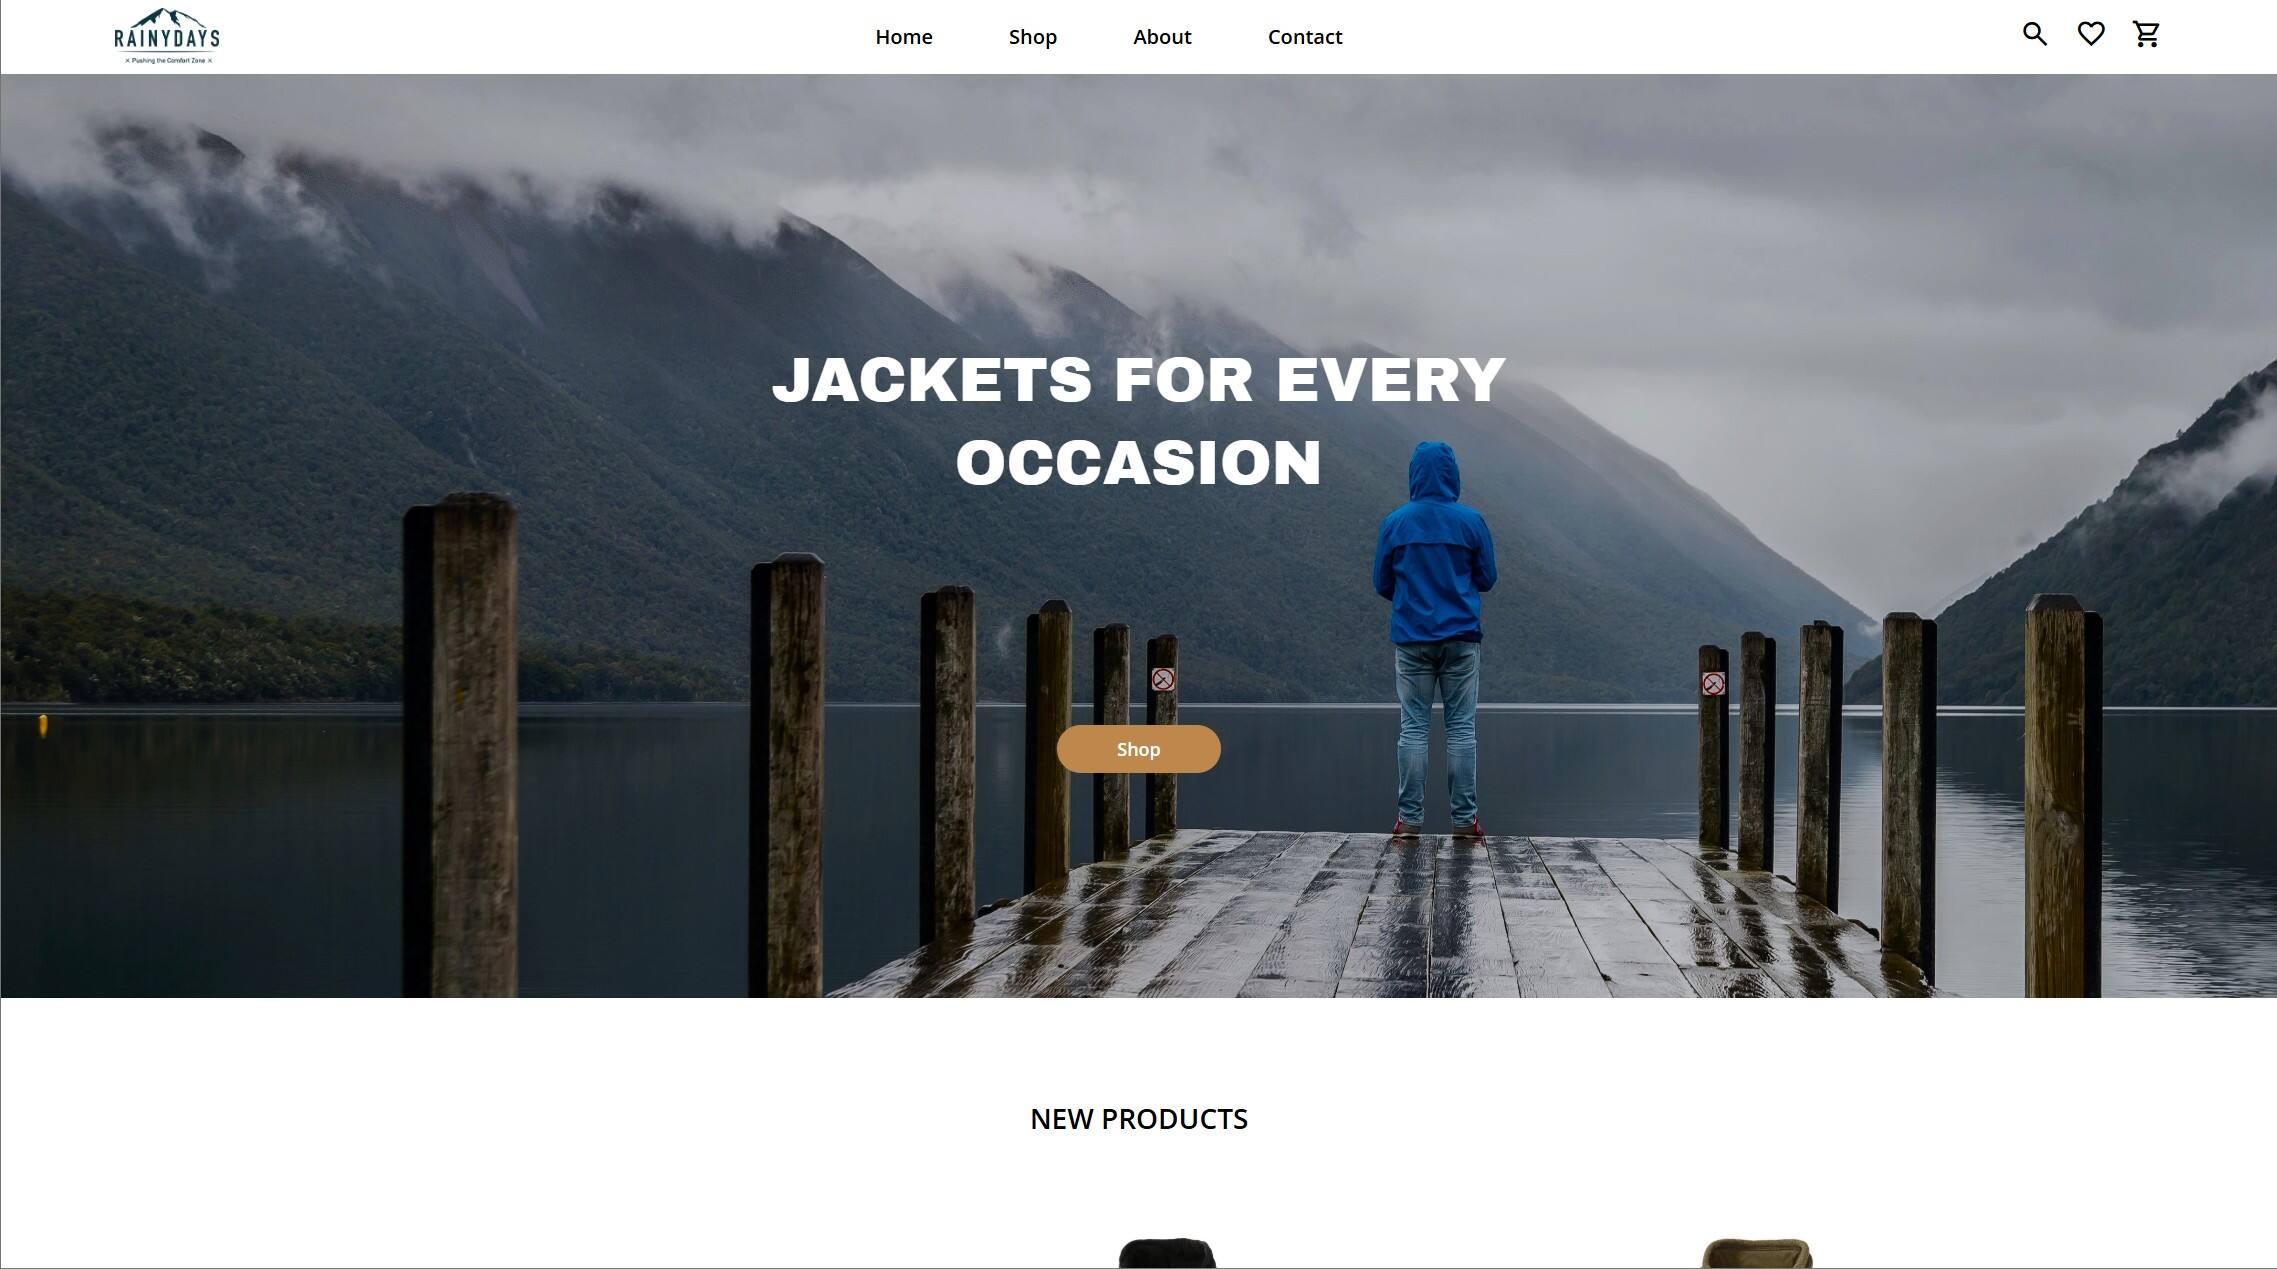 RAINYDAYS
× Pushing the Comfort Zone ×
Home
Shop
About
Contact
JACKETS FOR EVERY
OCCASION
Shop
NEW PRODUCTS